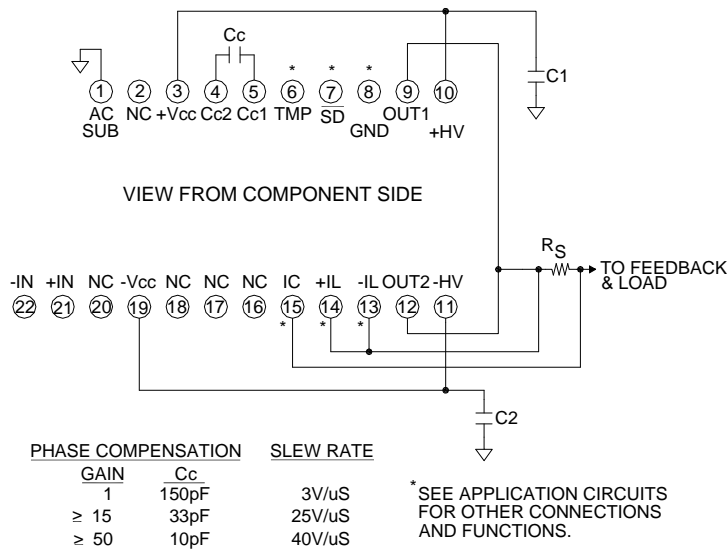 Cc
C1
* * *
1 2 3 4 5 6 7 8 9 10
AC SUB NC +Vcc Cc2 Cc1 TMP SD GND OUT1 +HV
VIEW FROM COMPONENT SIDE
RS
TO FEEDBACK
& LOAD
-IN +IN NC -Vcc NC NC NC IC +IL -IL OUT2 -HV
22 21 20 19 18 17 16 15 14 13 12 11
* * *
C2
PHASE COMPENSATION SLEW RATE
GAIN Cc
1 150pF 3V/uS
≥ 15 33pF 25V/uS
≥ 50 10pF 40V/uS
* SEE APPLICATION CIRCUITS
FOR OTHER CONNECTIONS
AND FUNCTIONS.